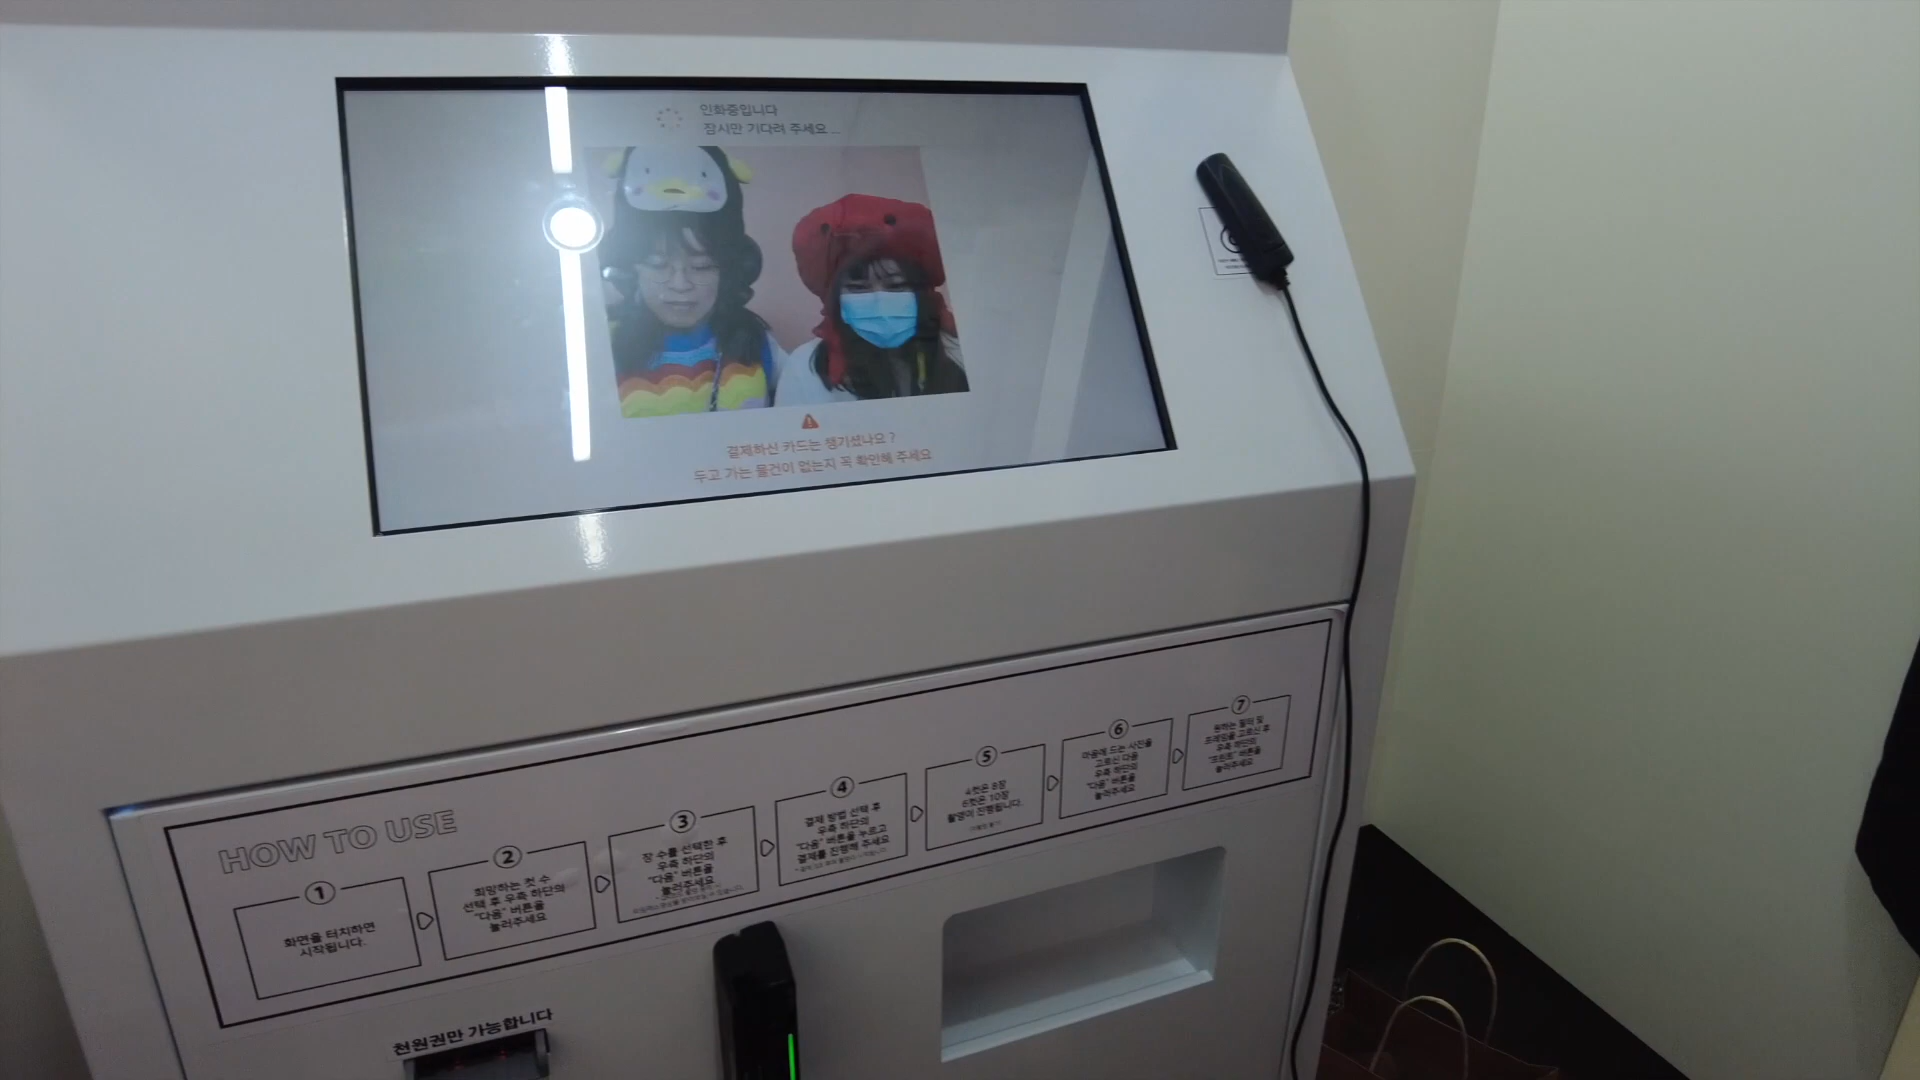 인화중입니다
잠시만 기다려 주세요 ...
결제하신 카드는 챙기셨나요 ?
두고 가는 물건이 없는지 꼭 확인해 주세요
HOW TO USE
1
화면을 터치하면
시작됩니다.
2
희망하는 컷 수
선택 후 우측 하단의
"다음" 버튼을
눌러주세요
3
장 수를 선택한 후
우측 하단의
"다음" 버튼을
눌러주세요
4
결제 방법 선택 후
우측 하단의
"다음" 버튼을 누르고
결제를 진행해 주세요
5
4컷은 8장
6컷은 10장
촬영이 진행됩니다.
6
마음에 드는 사진을
고르신 다음
우측 하단의
"다음" 버튼을
눌러주세요
7
원하는 필터 및
프레임을 고르신 후
우측 하단의
"프린트" 버튼을
눌러주세요
천원권만 가능합니다